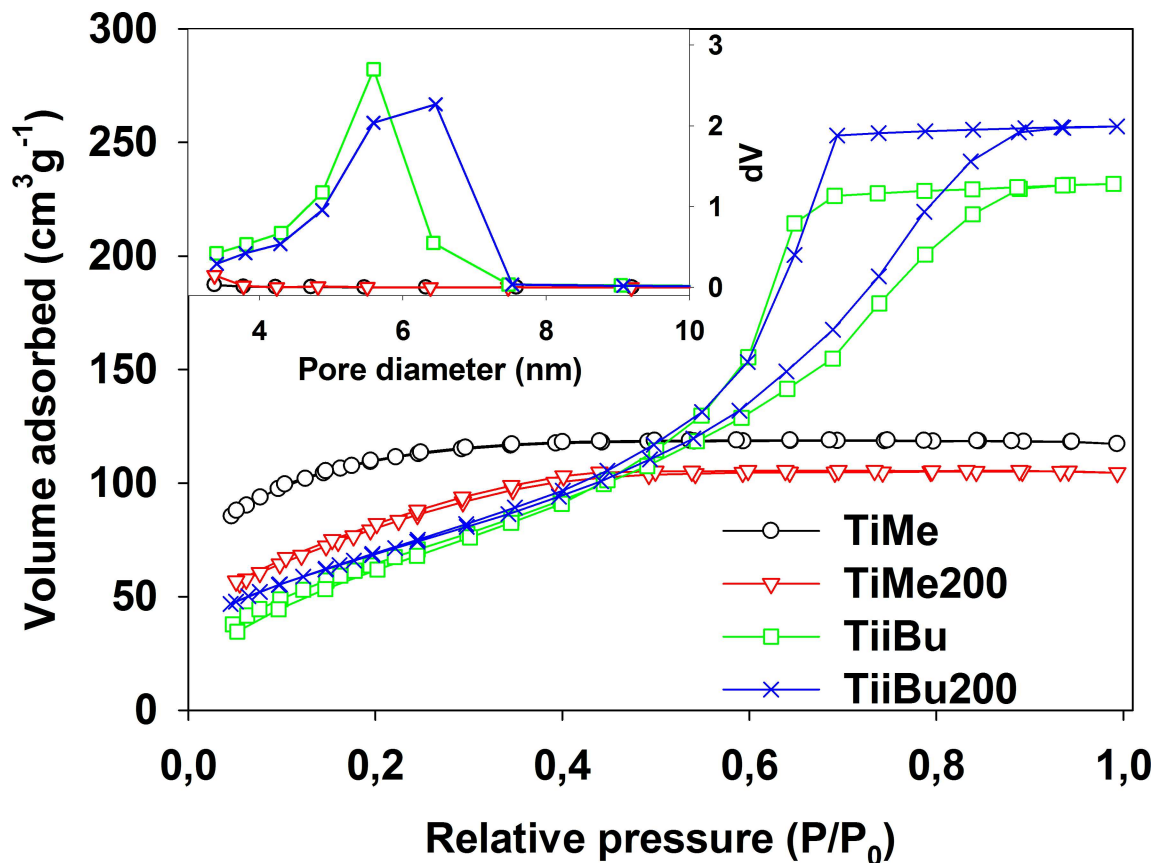 300
250
200
150
100
50
0
Volume adsorbed (cm³g⁻¹)
0,0
0,2
0,4
0,6
0,8
1,0
Relative pressure (P/P₀)
4
6
8
10
Pore diameter (nm)
3
2
1
0
dV
TiMe
TiMe200
TiiBu
TiiBu200